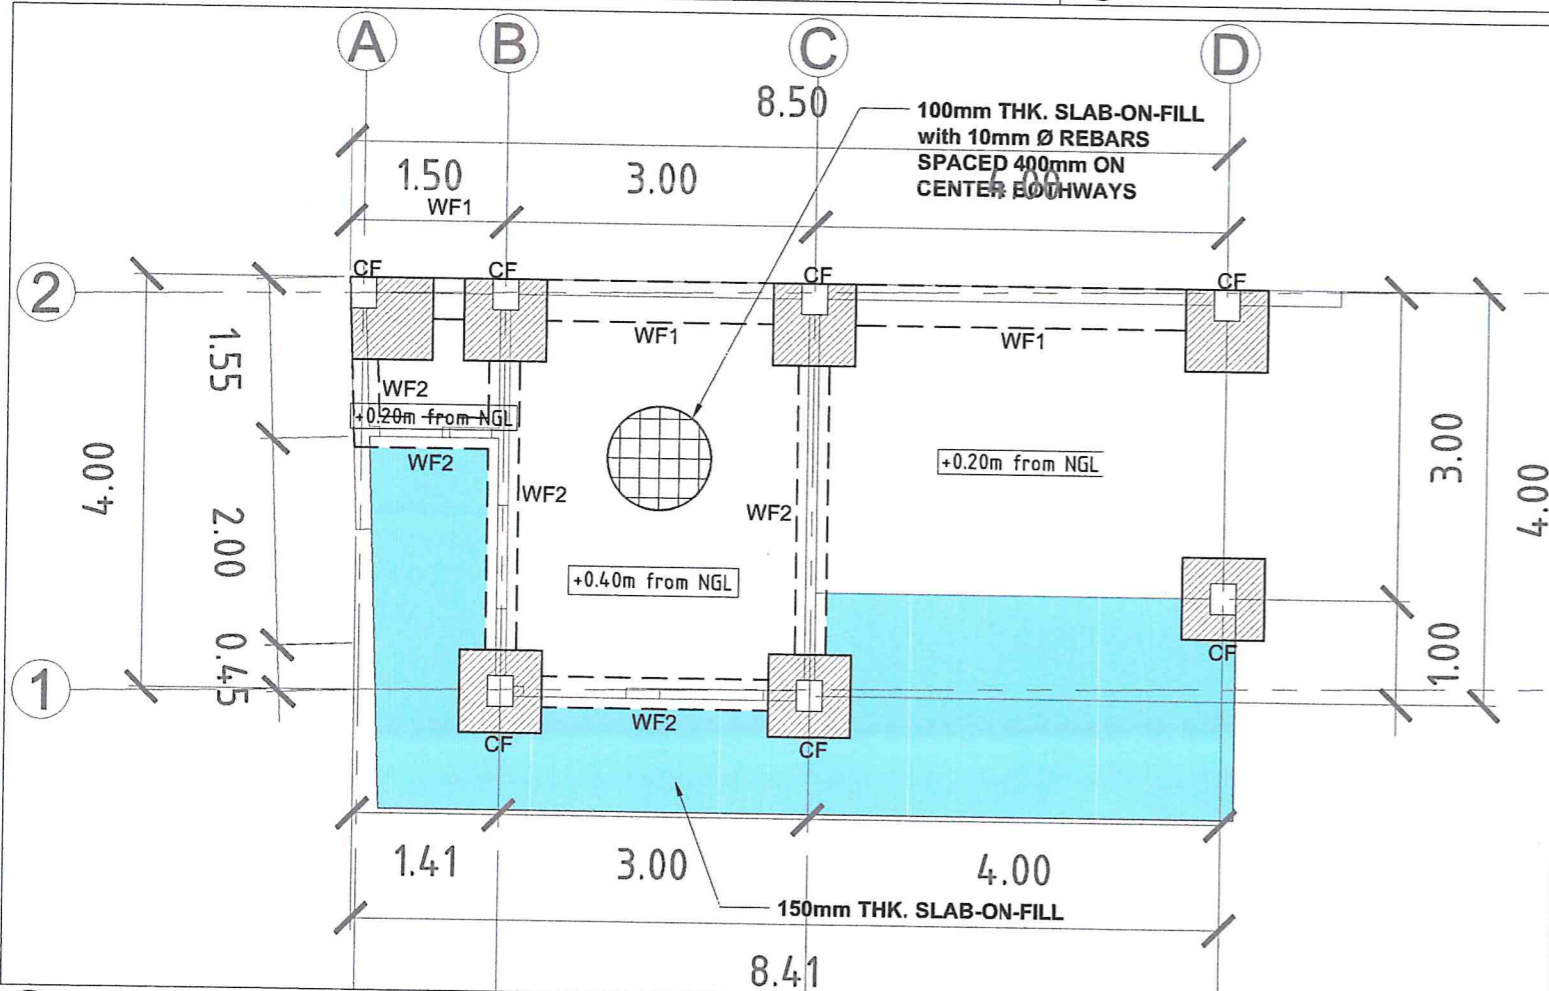 A B C D
8.50
100mm THK. SLAB-ON-FILL
with 10mm Ø REBARS
SPACED 400mm ON
CENTER BOTHWAYS
1.50 3.00 4.00
WF1
2
CF CF CF CF
WF1 WF1
1.55
WF2
+0.20m from NGL
WF2
4.00
3.00
4.00
+0.20m from NGL
WF2
WF2
2.00
+0.40m from NGL
0.45
1.00
CF
1
WF2
CF CF
1.41 3.00 4.00
150mm THK. SLAB-ON-FILL
8.41